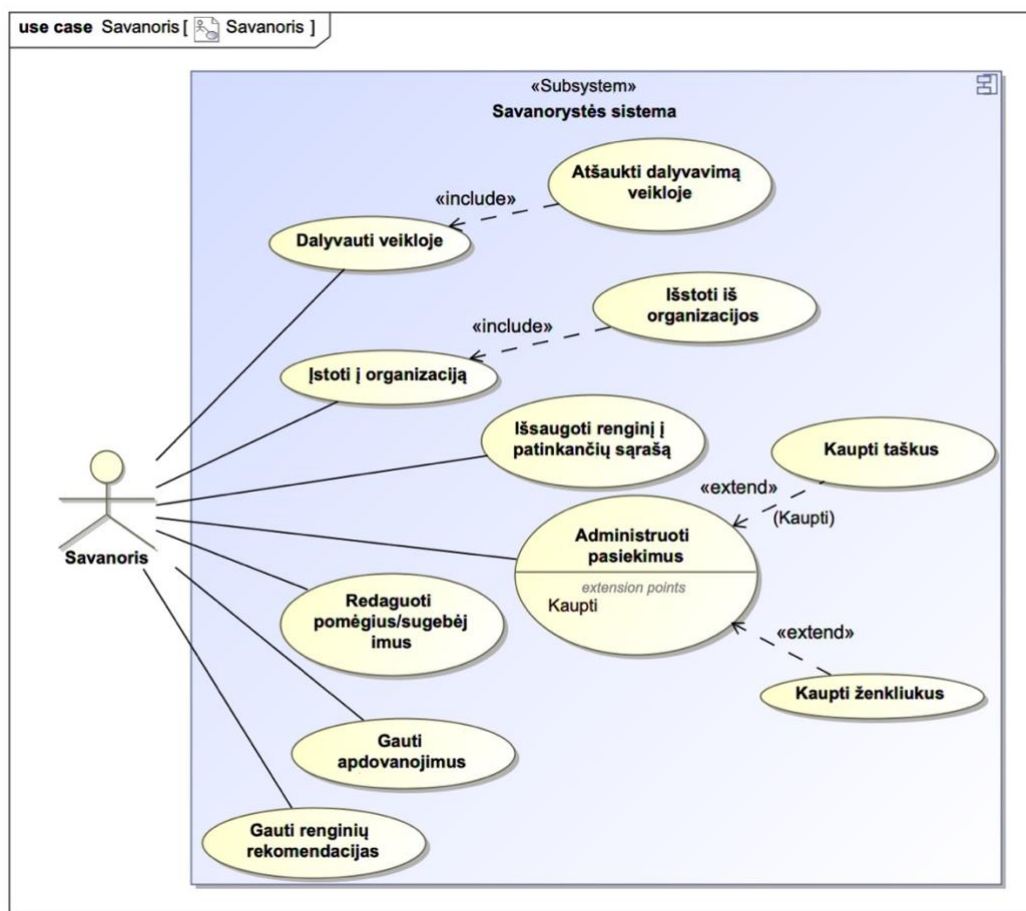 use case Savanoris [ Savanoris ]
«Subsystem»
Savanorystės sistema
Atšaukti dalyvavimą
veikloje
«include»
Dalyvauti veikloje
Išstoti iš
organizacijos
«include»
Įstoti į organizaciją
Išsaugoti renginį į
patinkančių sąrašą
Kaupti taškus
«extend»
(Kaupti)
Administruoti
pasiekimus
extension points
Kaupti
Savanoris
Redaguoti
pomėgius/sugebėj
imus
«extend»
Kaupti ženkliukus
Gauti
apdovanojimus
Gauti renginių
rekomendacijas